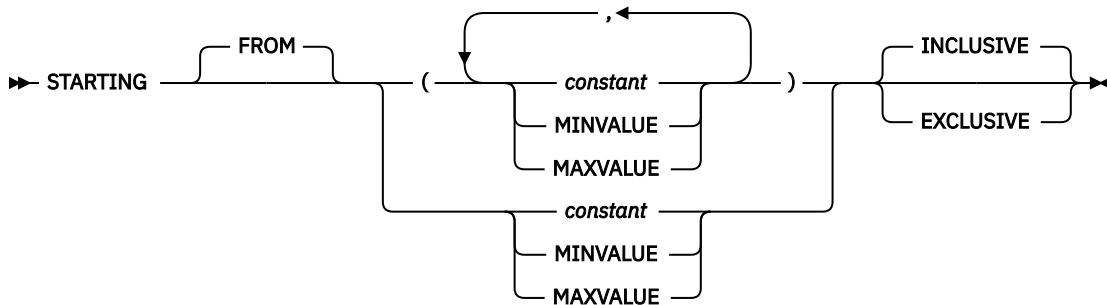 ,
FROM
INCLUSIVE
STARTING ( constant )
MINVALUE EXCLUSIVE
MAXVALUE
constant
MINVALUE
MAXVALUE